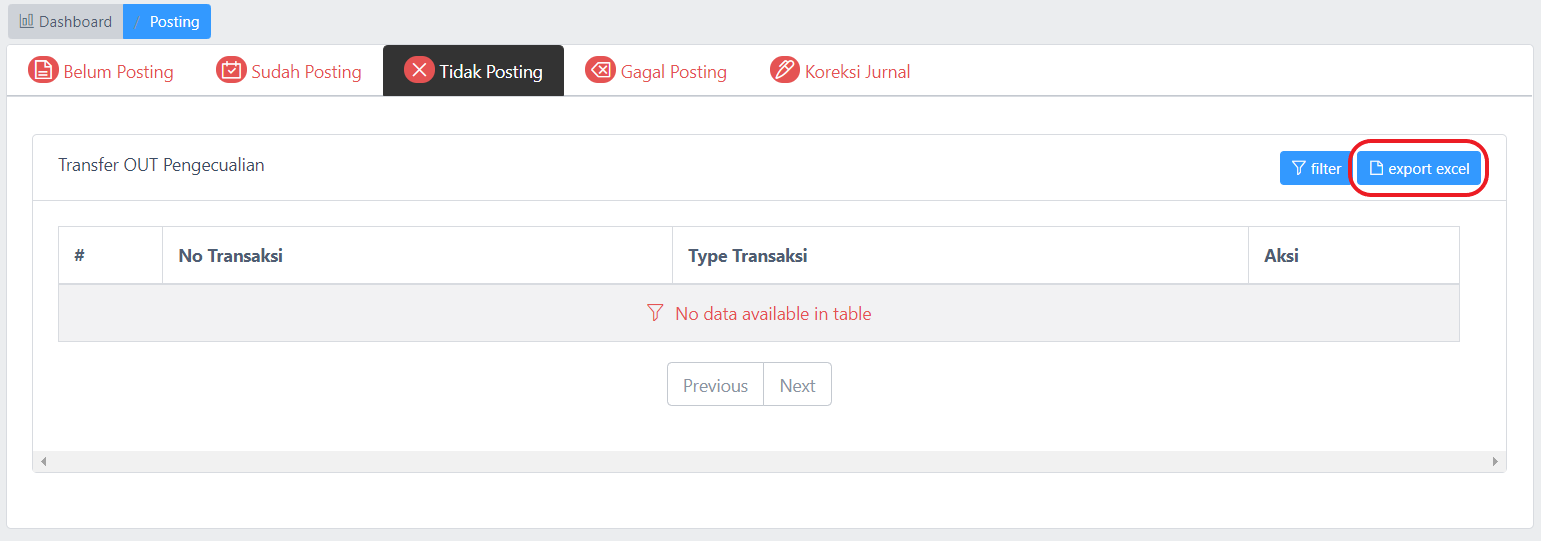 Dashboard / Posting
Belum Posting Sudah Posting Tidak Posting Gagal Posting Koreksi Jurnal
Transfer OUT Pengecualian filter export excel
# No Transaksi Type Transaksi Aksi
No data available in table
Previous Next